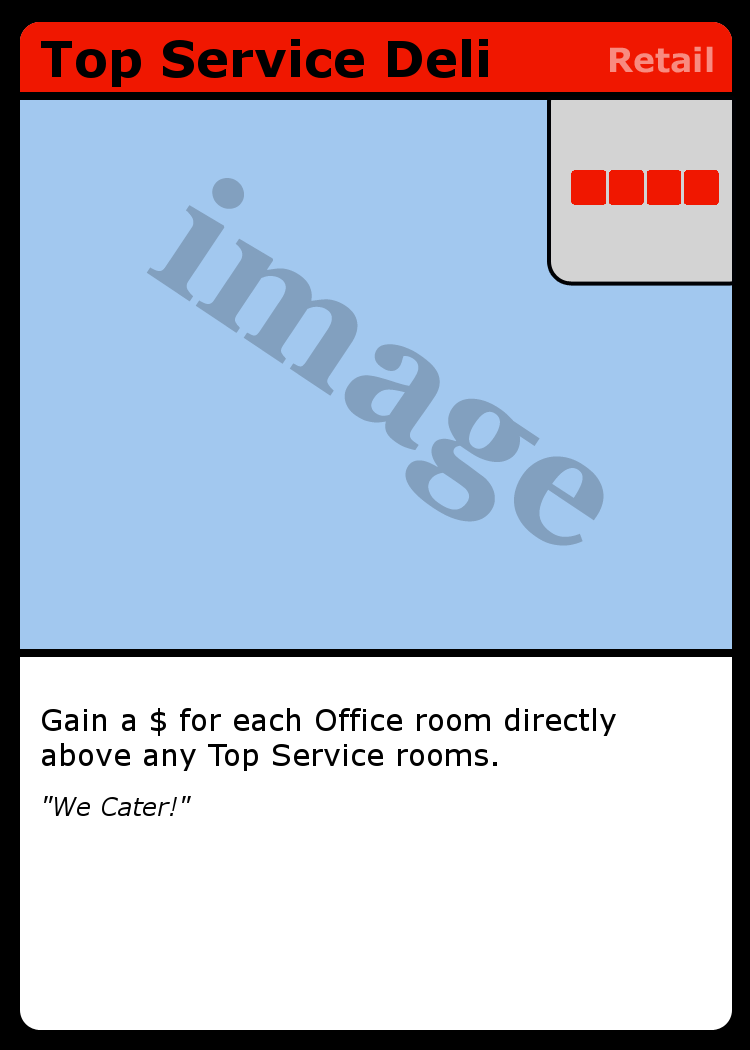 Top Service Deli
Retail
image
Gain a $ for each Office room directly
above any Top Service rooms.
"We Cater!"